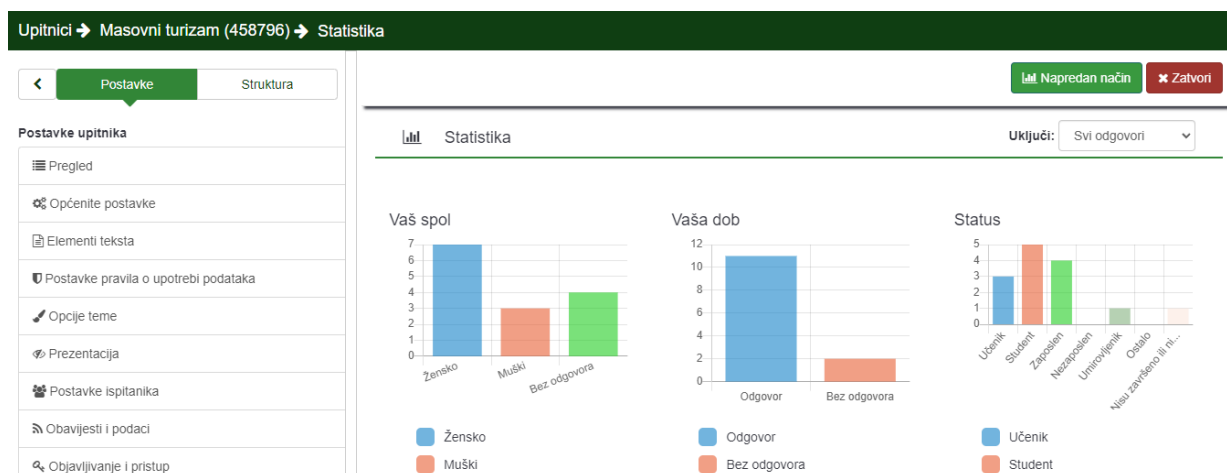 Upitnici Masovni turizam (458796) Statistika
Postavke Struktura
Napredan način Zatvori
Postavke upitnika
Pregled
Općenite postavke
Elementi teksta
Postavke pravila o upotrebi podataka
Opcije teme
Prezentacija
Postavke ispitanika
Obavijesti i podaci
Objavljivanje i pristup
Statistika
Uključi: Svi odgovori
Vaš spol
7
6
5
4
3
2
1
0
Žensko Muški Bez odgovora
Žensko
Muški
Vaša dob
12
10
8
6
4
2
0
Odgovor Bez odgovora
Odgovor
Bez odgovora
Status
5
4
3
2
1
0
Učenik Student Zaposlen Nezaposlen Umirovljenik Ostalo Nisu završeno ili ni...
Učenik
Student